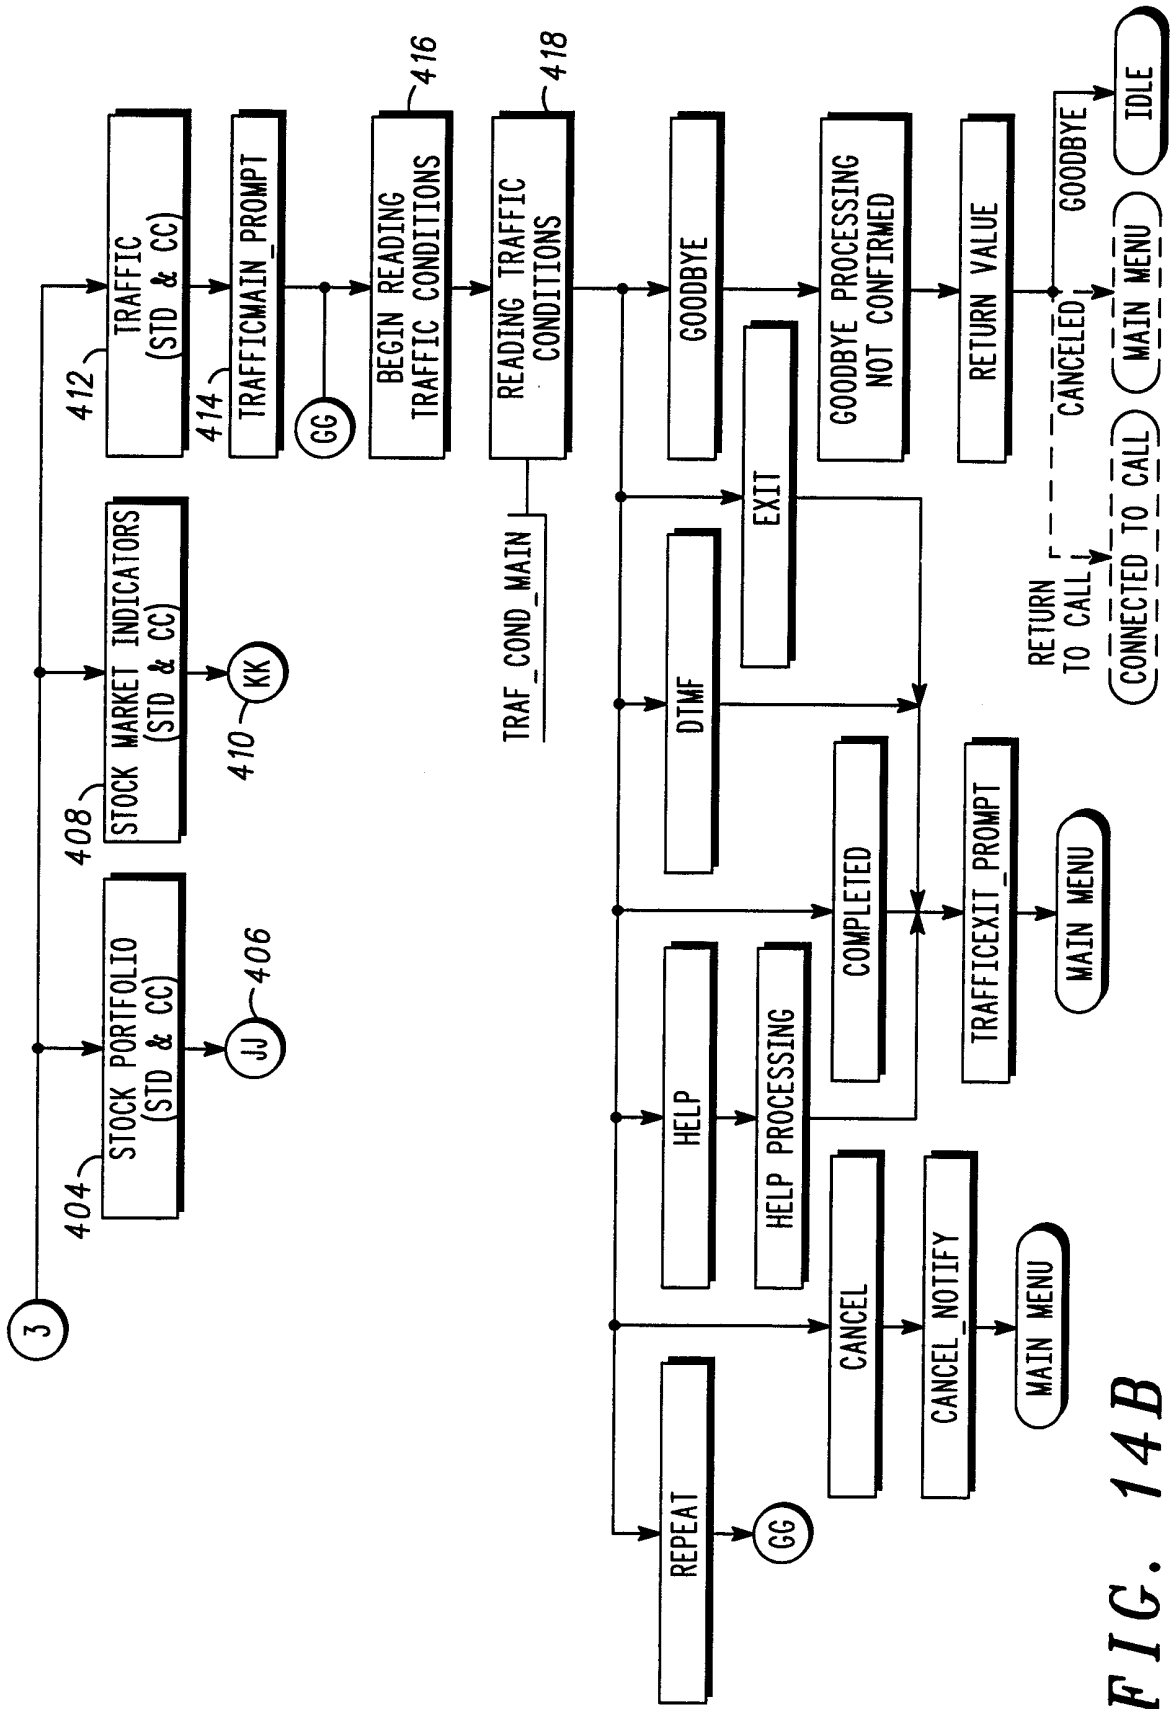 3
404
STOCK PORTFOLIO
(STD & CC)
JJ
406
408
STOCK MARKET INDICATORS
(STD & CC)
KK
410
412
TRAFFIC
(STD & CC)
414
TRAFFICMAIN_PROMPT
GG
BEGIN READING
TRAFFIC CONDITIONS
416
READING TRAFFIC
CONDITIONS
418
TRAF_COND_MAIN
REPEAT
GG
CANCEL
CANCEL_NOTIFY
MAIN MENU
HELP
HELP PROCESSING
COMPLETED
DTMF
EXIT
TRAFFICEXIT_PROMPT
MAIN MENU
GOODBYE
GOODBYE PROCESSING
NOT CONFIRMED
RETURN VALUE
RETURN
TO CALL
CANCELED
GOODBYE
CONNECTED TO CALL
MAIN MENU
IDLE
FIG. 14B